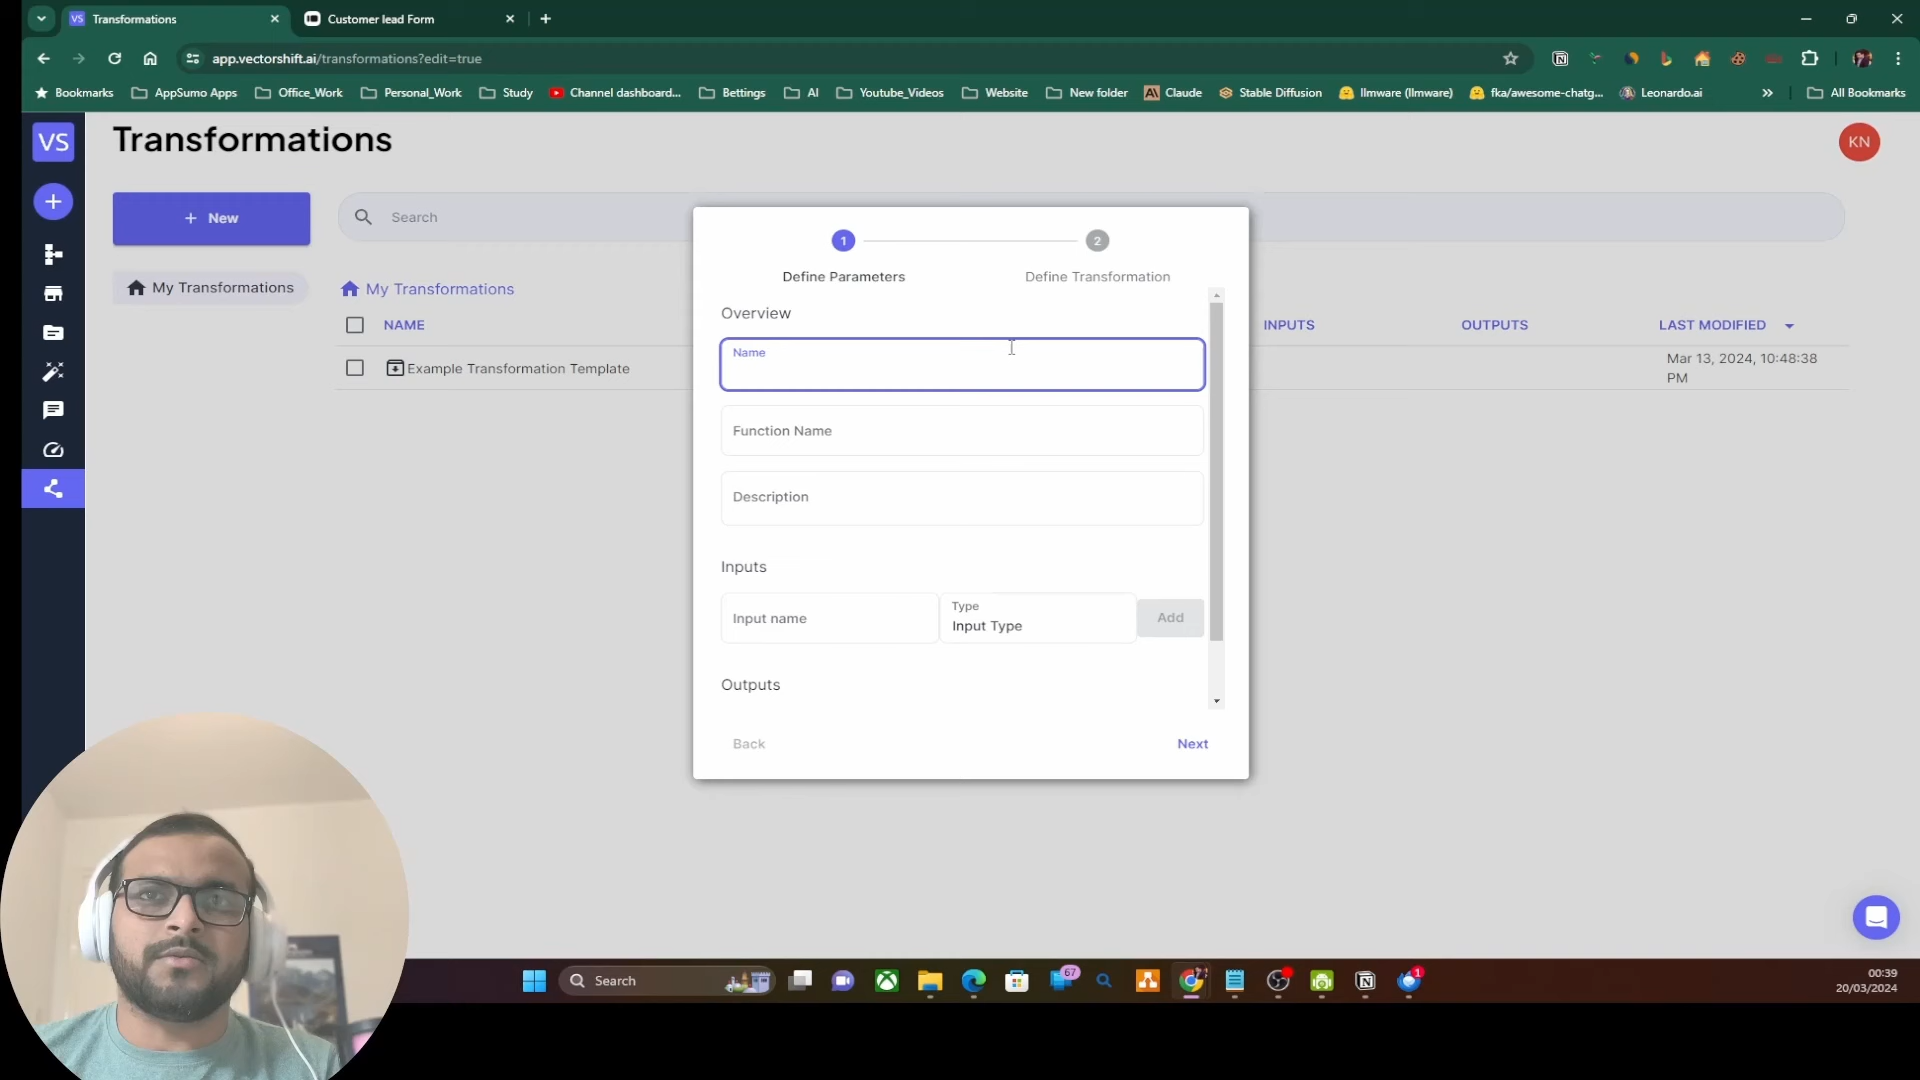 VS Transformations
Customer lead Form
app.vectorshift.ai/transformations?edit=true
Bookmarks
AppSumo Apps
Office_Work
Personal_Work
Study
Channel dashboard...
Bettings
AI
Youtube_Videos
Website
New folder
Claude
Stable Diffusion
llmware (llmware)
fka/awesome-chatg...
Leonardo.ai
»
All Bookmarks
VS
Transformations
KN
+ New
Search
My Transformations
My Transformations
NAME
INPUTS
OUTPUTS
LAST MODIFIED
Example Transformation Template
Mar 13, 2024, 10:48:38
PM
1
2
Define Parameters
Define Transformation
Overview
Name
Function Name
Description
Inputs
Input name
Type
Input Type
Add
Outputs
Back
Next
Search
67
1
00:39
20/03/2024